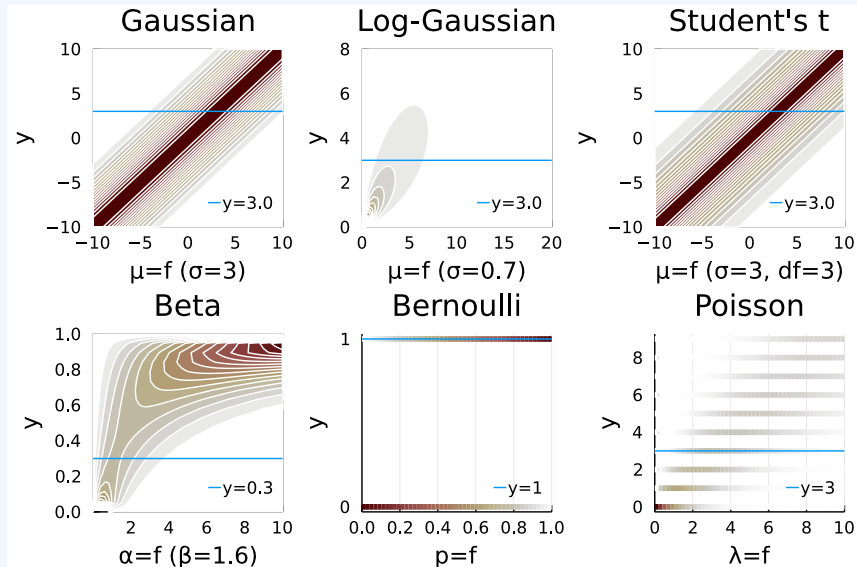 Gaussian Log-Gaussian Student's t
10 8 10
5 6 5
y 0 y 4 y 0
−5 2 −5
y=3.0 y=3.0 y=3.0
−10 0 −10
−10 −5 0 5 10 0 5 10 15 20 −10 −5 0 5 10
μ=f (σ=3) μ=f (σ=0.7) μ=f (σ=3, df=3)
Beta Bernoulli Poisson
1.0 1 8
0.8 6
0.6
y y y
0.4 4
0.2 2
y=0.3 y=1 y=3
0.0 0 0
2 4 6 8 10 0.0 0.2 0.4 0.6 0.8 1.0 0 2 4 6 8 10
α=f (β=1.6) p=f λ=f